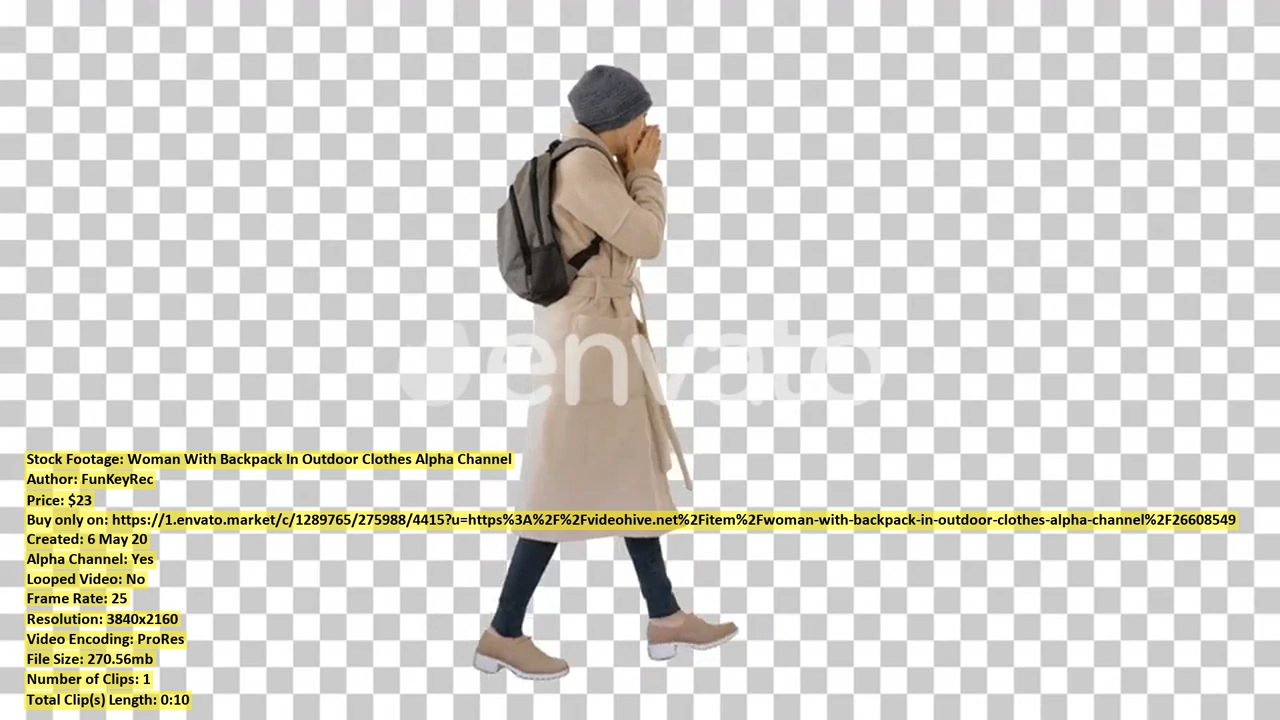 envato
Stock Footage: Woman With Backpack In Outdoor Clothes Alpha Channel
Author: FunKeyRec
Price: $23
Buy only on: https://1.envato.market/c/1289765/275988/4415?u=https%3A%2F%2Fvideohive.net%2Fitem%2Fwoman-with-backpack-in-outdoor-clothes-alpha-channel%2F26608549
Created: 6 May 20
Alpha Channel: Yes
Looped Video: No
Frame Rate: 25
Resolution: 3840x2160
Video Encoding: ProRes
File Size: 270.56mb
Number of Clips: 1
Total Clip(s) Length: 0:10